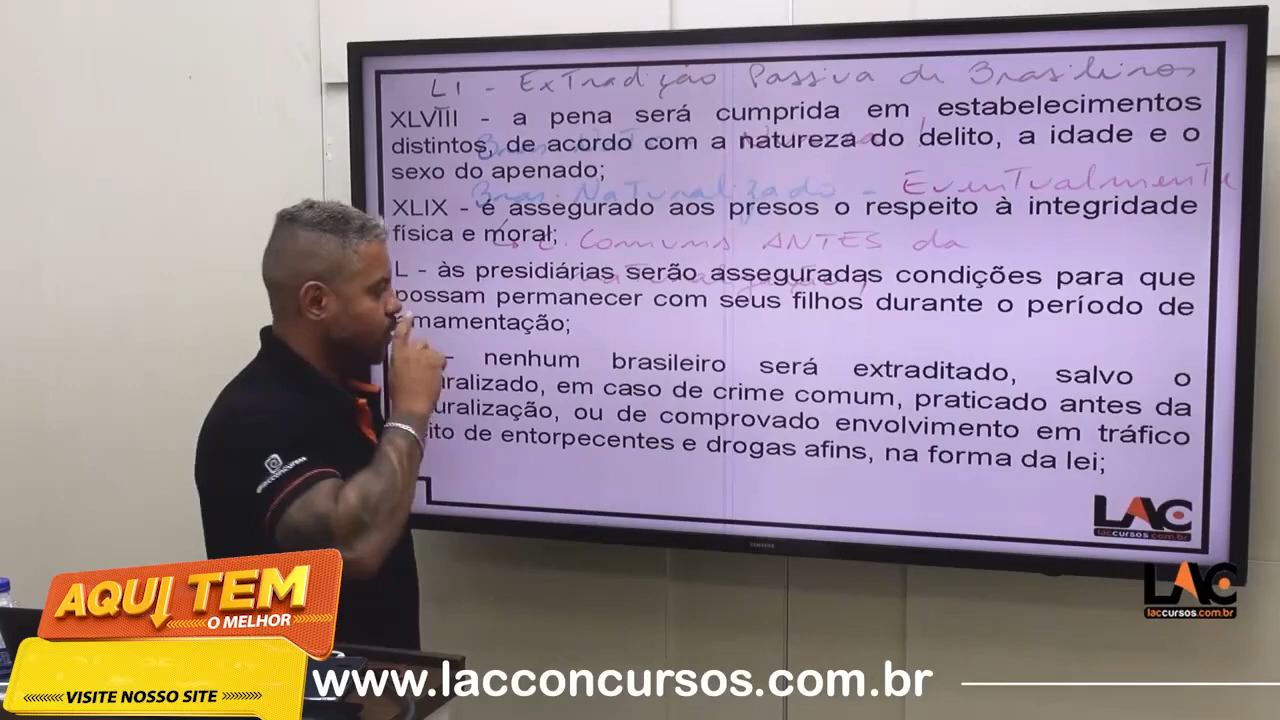 LI - Extradição Passiva de Brasileiros
XLVIII - a pena será cumprida em estabelecimentos
distintos, de acordo com a natureza do delito, a idade e o
sexo do apenado;
Bras. Naturalizado - Eventualmente
XLIX - é assegurado aos presos o respeito à integridade
física e moral;
Comuns ANTES da
L - às presidiárias serão asseguradas condições para que
possam permanecer com seus filhos durante o período de
amamentação;
- nenhum brasileiro será extraditado, salvo o
uralizado, em caso de crime comum, praticado antes da
uralização, ou de comprovado envolvimento em tráfico
ito de entorpecentes e drogas afins, na forma da lei;
LAC
laccursos.com.br
SAMSUNG
LAC
laccursos.com.br
AQUI TEM
O MELHOR
VISITE NOSSO SITE
www.lacconcursos.com.br